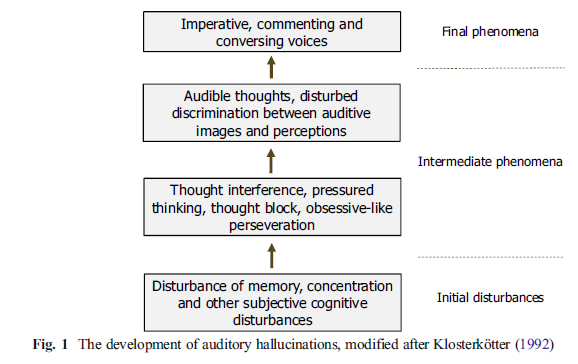 Imperative, commenting and
conversing voices
Final phenomena
Audible thoughts, disturbed
discrimination between auditive
images and perceptions
Intermediate phenomena
Thought interference, pressured
thinking, thought block, obsessive-like
perseveration
Disturbance of memory, concentration
and other subjective cognitive
disturbances
Initial disturbances
Fig. 1 The development of auditory hallucinations, modified after Klosterkötter (1992)